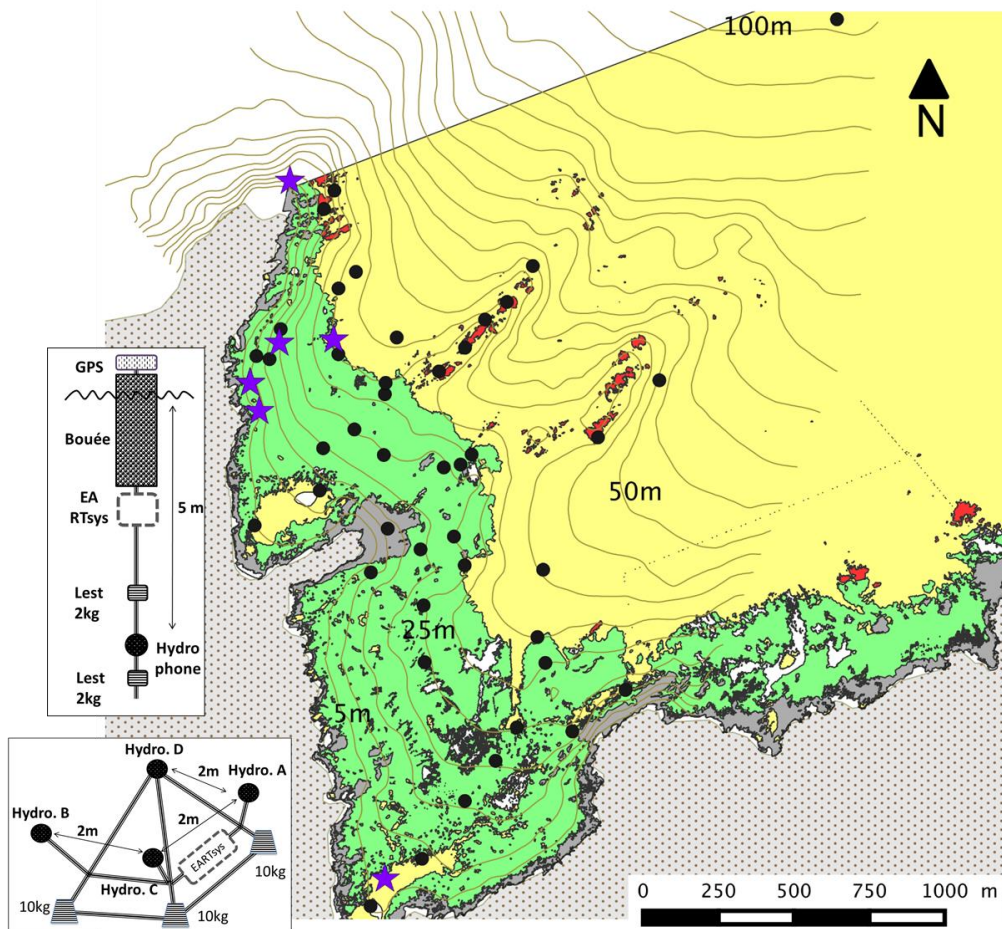 100m
N
GPS
Bouée
EA
RTsys
5 m
Lest
2kg
Hydro
phone
Lest
2kg
50m
25m
5m
Hydro. D
2m
Hydro. A
Hydro. B
2m
2m
EARTsys
Hydro. C
10kg
10kg
10kg
0 250 500 750 1000 m